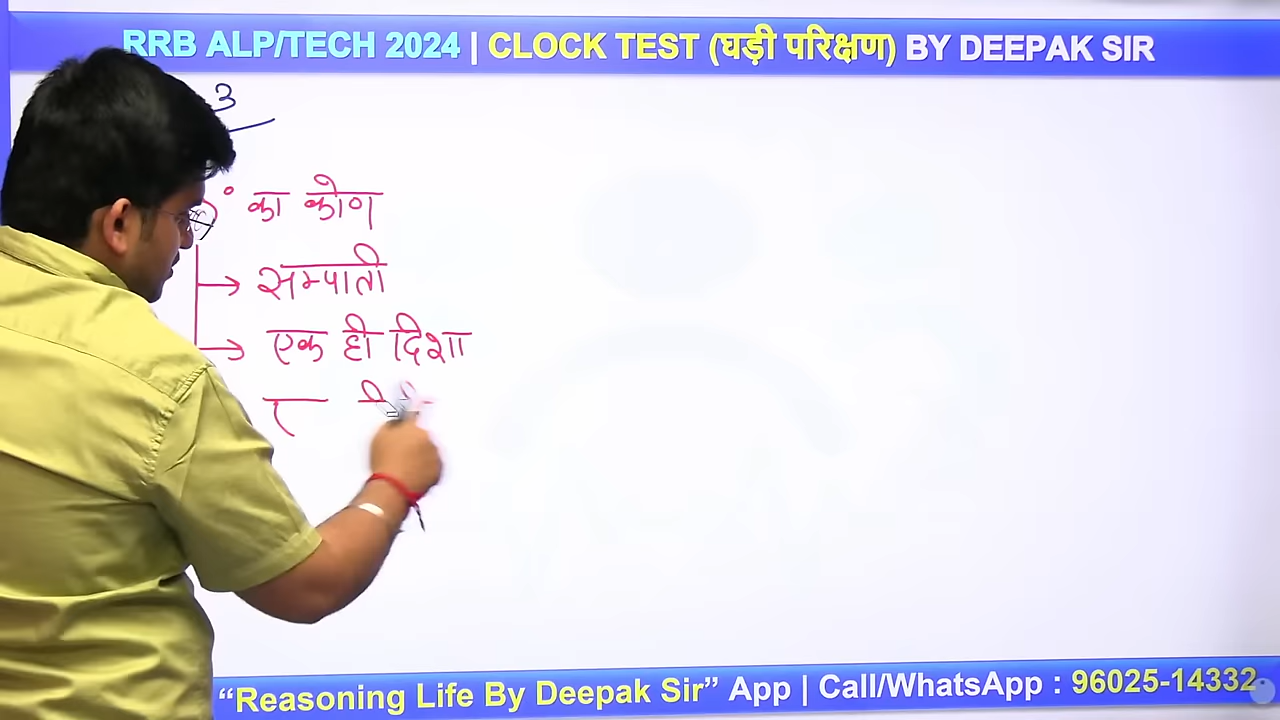 RRB ALP/TECH 2024 | CLOCK TEST (घड़ी परिक्षण) BY DEEPAK SIR
3
° का कोण
→ सम्पाती
→ एक ही दिशा
“Reasoning Life By Deepak Sir” App | Call/WhatsApp : 96025-14332